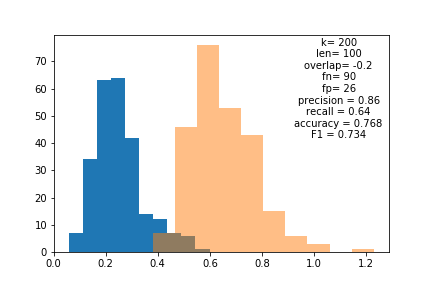 k= 200
len= 100
overlap= -0.2
fn= 90
fp= 26
precision = 0.86
recall = 0.64
accuracy = 0.768
F1 = 0.734
70
60
50
40
30
20
10
0
0.0 0.2 0.4 0.6 0.8 1.0 1.2